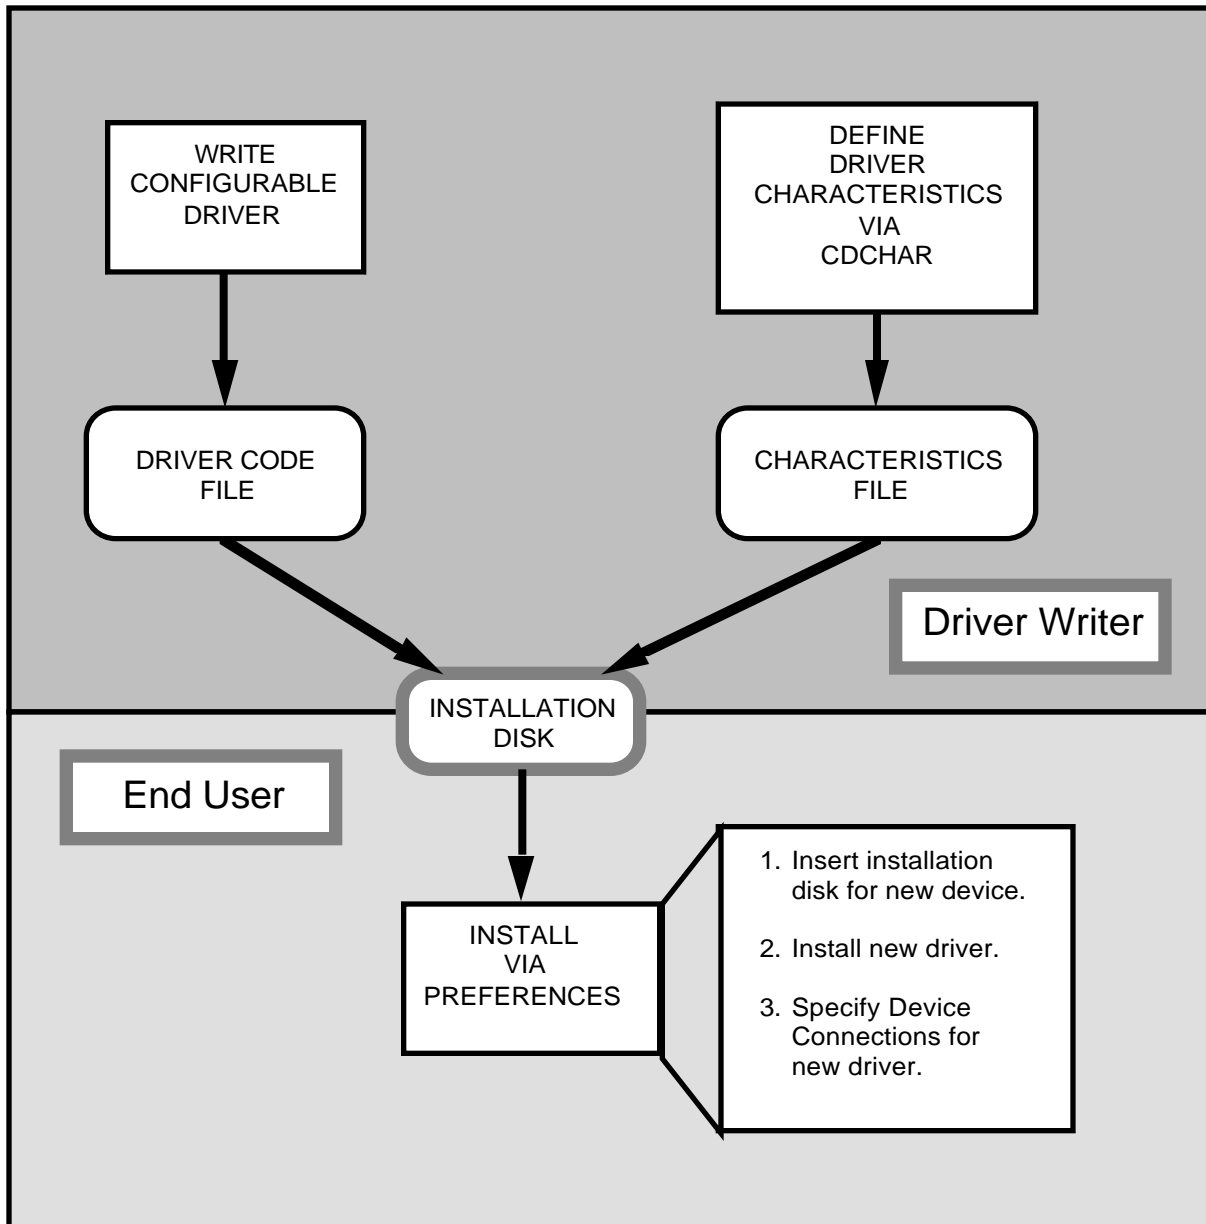 WRITE
CONFIGURABLE
DRIVER
DEFINE
DRIVER
CHARACTERISTICS
VIA
CDCHAR
DRIVER CODE
FILE
CHARACTERISTICS
FILE
Driver Writer
INSTALLATION
DISK
End User
INSTALL
VIA
PREFERENCES
1. Insert installation
disk for new device.
2. Install new driver.
3. Specify Device
Connections for
new driver.